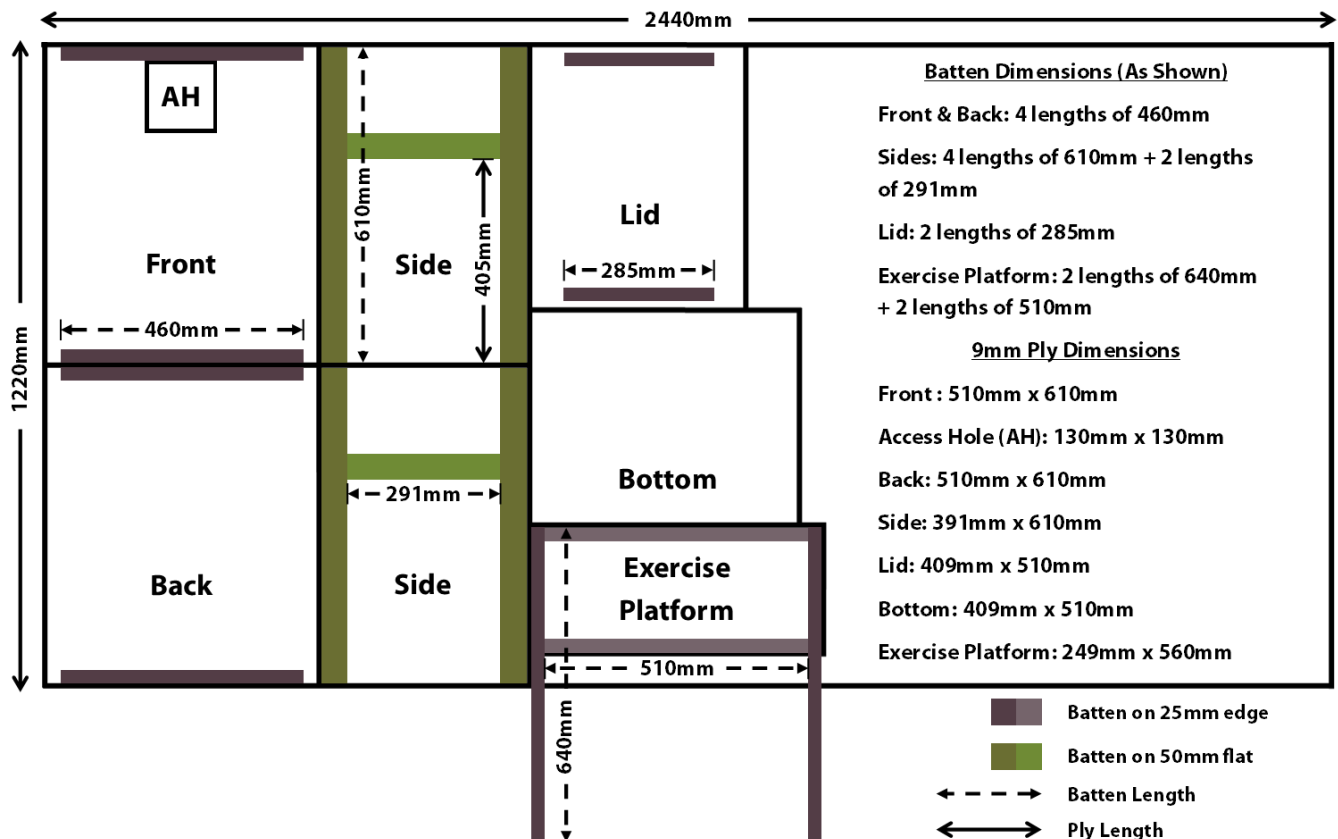 2440mm
Batten Dimensions (As Shown)
AH
Front & Back: 4 lengths of 460mm
Sides: 4 lengths of 610mm + 2 lengths
of 291mm
610mm
Lid
Lid: 2 lengths of 285mm
Front
Side
405mm
285mm
Exercise Platform: 2 lengths of 640mm
+ 2 lengths of 510mm
460mm
1220mm
9mm Ply Dimensions
Front : 510mm x 610mm
Access Hole (AH): 130mm x 130mm
Bottom
Back: 510mm x 610mm
291mm
Side: 391mm x 610mm
Back
Side
Exercise
Platform
Lid: 409mm x 510mm
Bottom: 409mm x 510mm
Exercise Platform: 249mm x 560mm
510mm
640mm
Batten on 25mm edge
Batten on 50mm flat
Batten Length
Ply Length